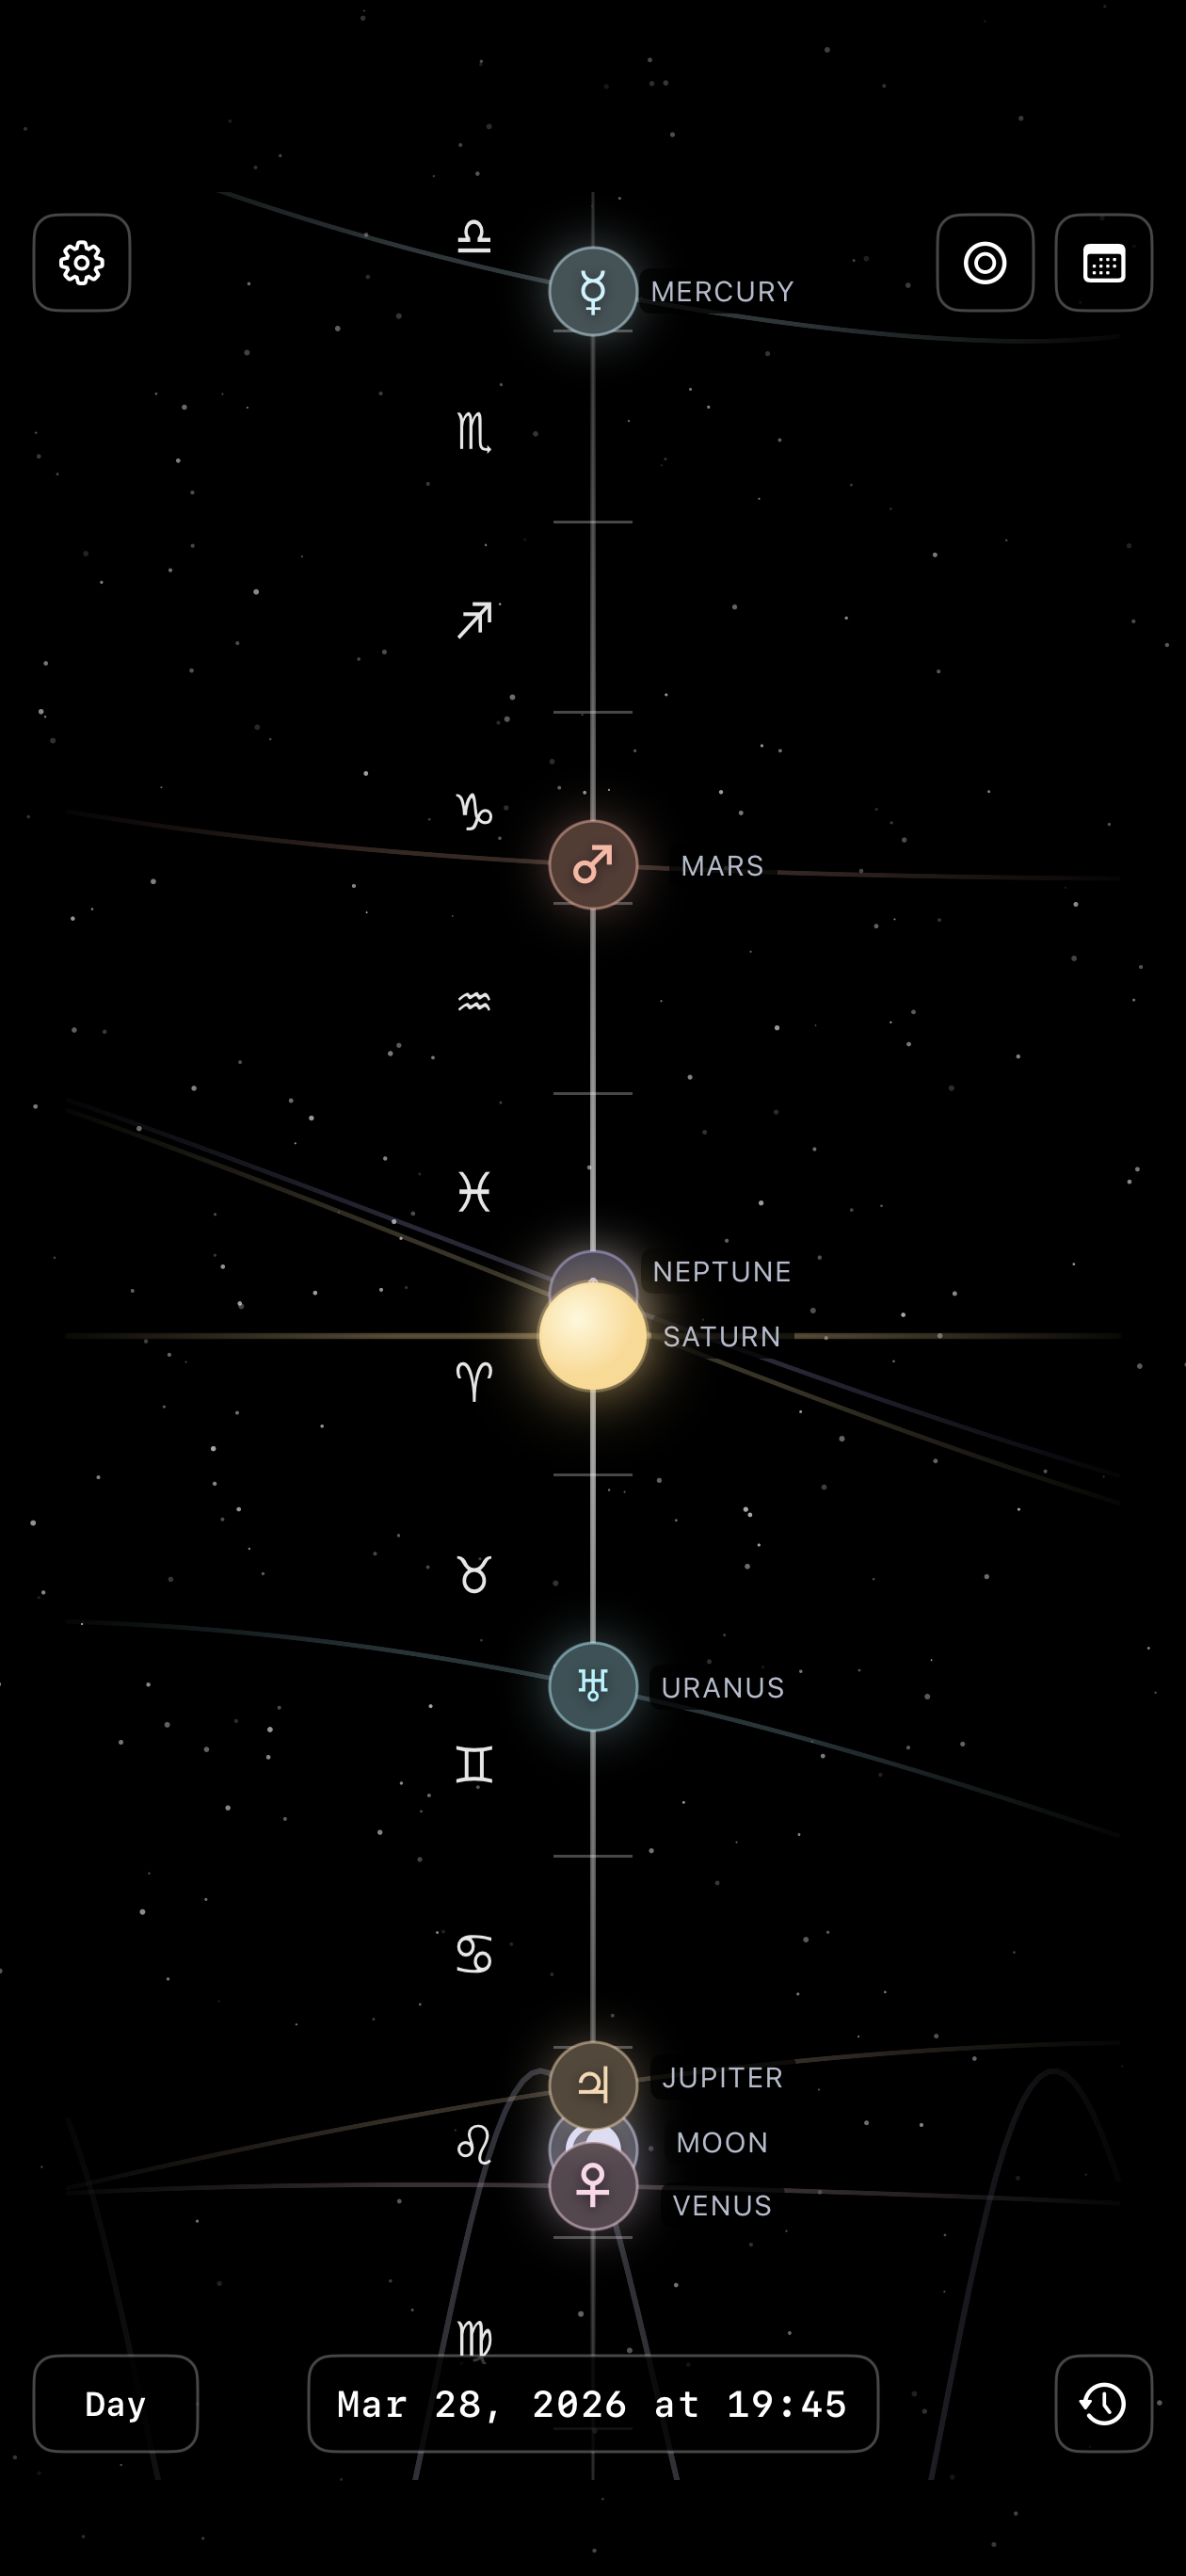 ♎
☿ MERCURY
♏
♐
♑
♂ MARS
♒
♓
NEPTUNE
SATURN
♈
♉
♅ URANUS
♊
♋
♃ JUPITER
MOON
♌
♀ VENUS
♍
Day
Mar 28, 2026 at 19:45